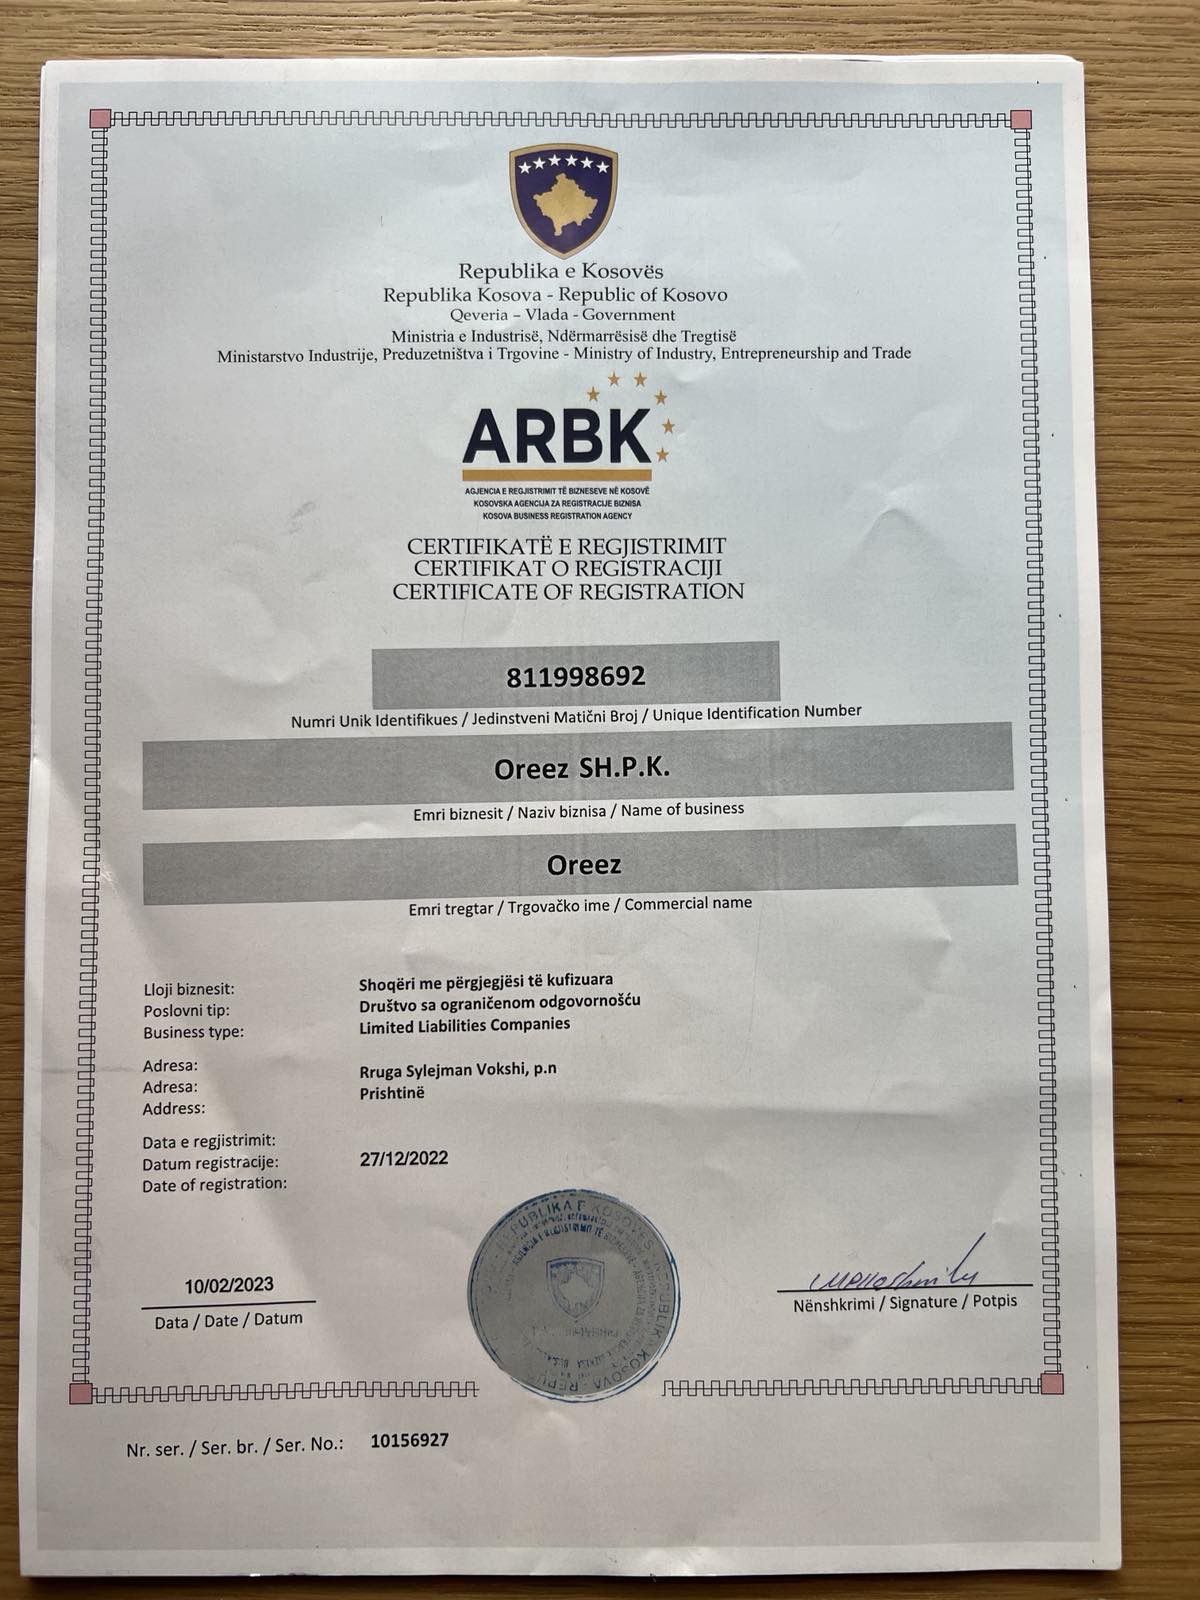 Republika e Kosovës
Republika Kosova - Republic of Kosovo
Qeveria – Vlada - Government
Ministria e Industrisë, Ndërmarrësisë dhe Tregtisë
Ministarstvo Industrije, Preduzetništva i Trgovine - Ministry of Industry, Entrepreneurship and Trade
ARBK
AGJENCIA E REGJISTRIMIT TË BIZNESEVE NË KOSOVË
KOSOVSKA AGENCIJA ZA REGISTRACIJE BIZNISA
KOSOVA BUSINESS REGISTRATION AGENCY
CERTIFIKATË E REGJISTRIMIT
CERTIFIKAT O REGISTRACIJI
CERTIFICATE OF REGISTRATION
811998692
Numri Unik Identifikues / Jedinstveni Matični Broj / Unique Identification Number
Oreez SH.P.K.
Emri biznesit / Naziv biznisa / Name of business
Oreez
Emri tregtar / Trgovačko ime / Commercial name
Lloji biznesit: Shoqëri me përgjegjësi të kufizuara
Poslovni tip: Društvo sa ograničenom odgovornošću
Business type: Limited Liabilities Companies
Adresa: Rruga Sylejman Vokshi, p.n
Adresa: Prishtinë
Address:
Data e regjistrimit:
Datum registracije: 27/12/2022
Date of registration:
10/02/2023
Data / Date / Datum
REPUBLIKA E KOSOVËS
REPUBLIKA KOSOVA
Nënshkrimi / Signature / Potpis
Nr. ser. / Ser. br. / Ser. No.: 10156927